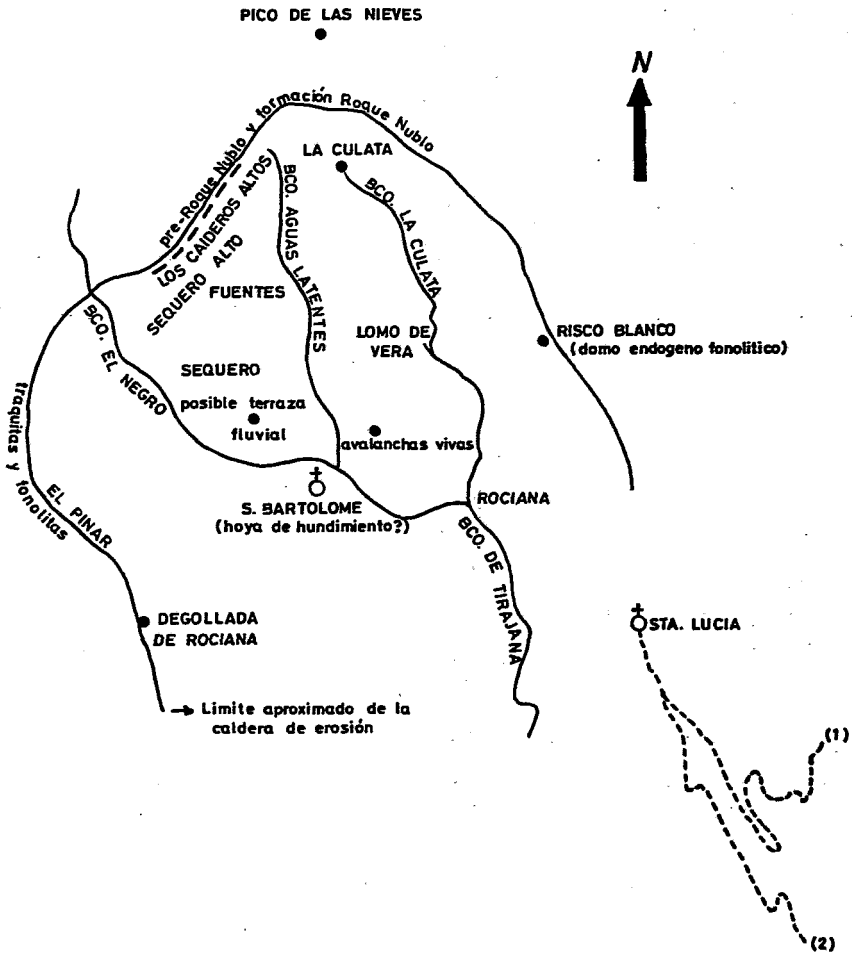 PICO DE LAS NIEVES
N
pre-Roque Nublo y formación Roque Nublo
LA CULATA
LOS CAIDEROS ALTOS
BCO. AGUAS LATENTES
BCO. LA CULATA
SEQUERO ALTO
FUENTES
BCO. EL NEGRO
LOMO DE
VERA
RISCO BLANCO
(domo endogeno fonolítico)
SEQUERO
posible terraza
fluvial
avalanchas vivas
traquitas y fonolitas
EL PINAR
S. BARTOLOME
(hoya de hundimiento?)
ROCIANA
BCO. DE TIRAJANA
DEGOLLADA
DE ROCIANA
STA. LUCIA
Limite aproximado de la
caldera de erosión
(1)
(2)